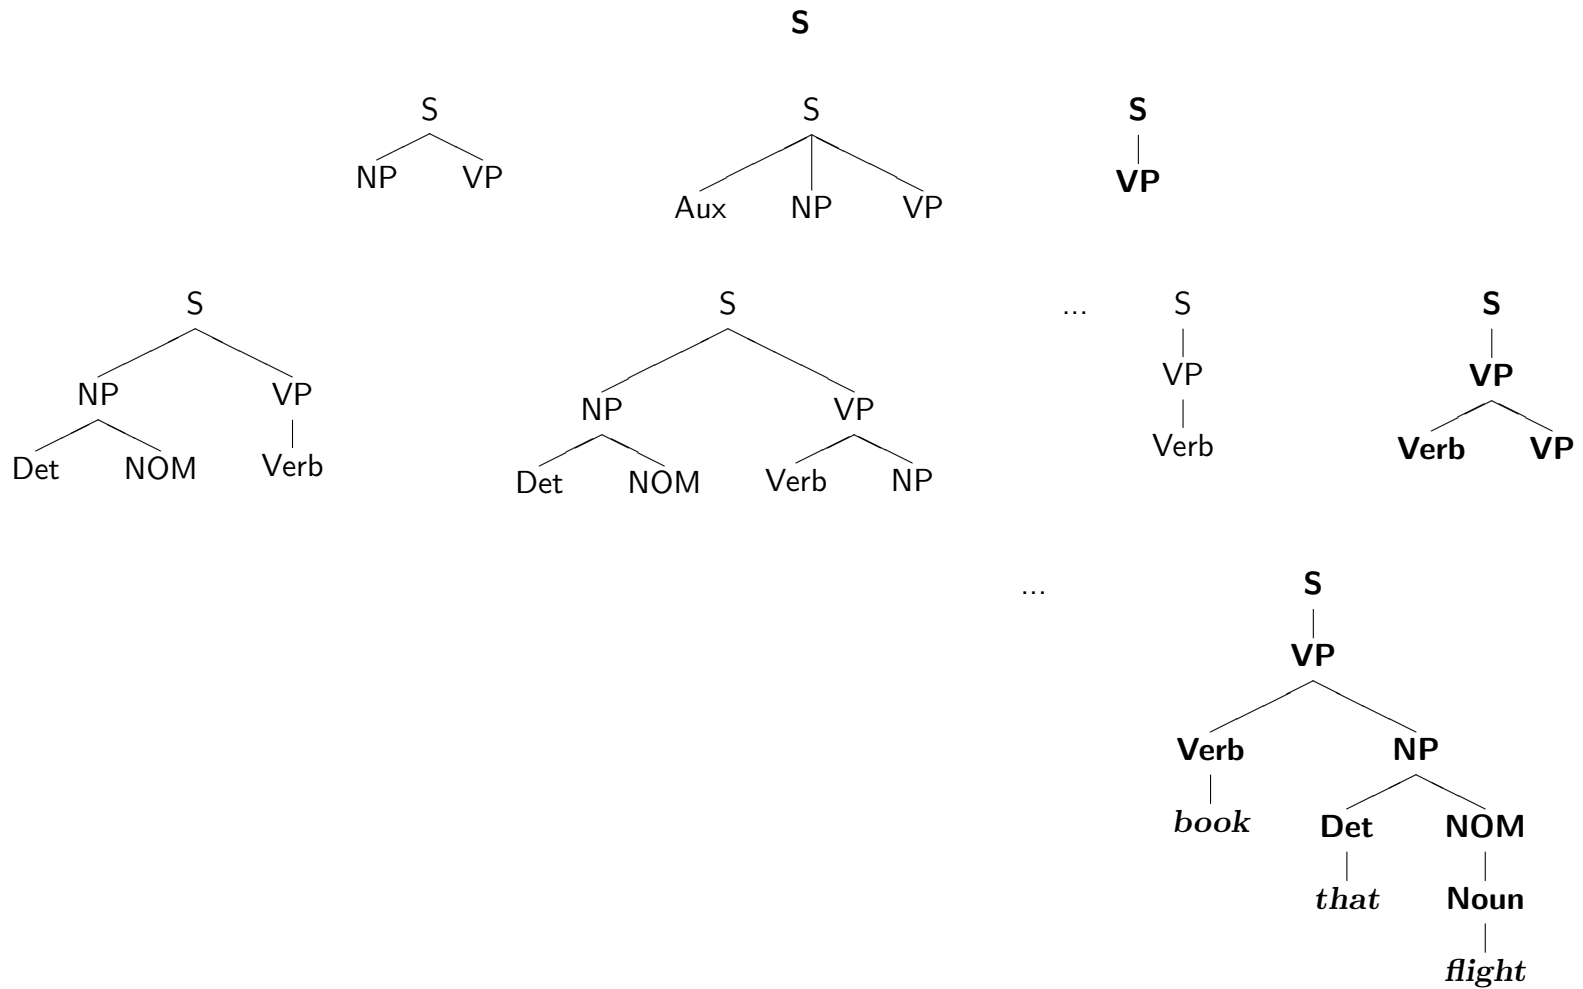 S
S S S
NP VP Aux NP VP VP
S S ... S S
NP VP NP VP VP VP
Det NOM Verb Det NOM Verb NP Verb Verb VP
... S
VP
Verb NP
book Det NOM
that Noun
flight